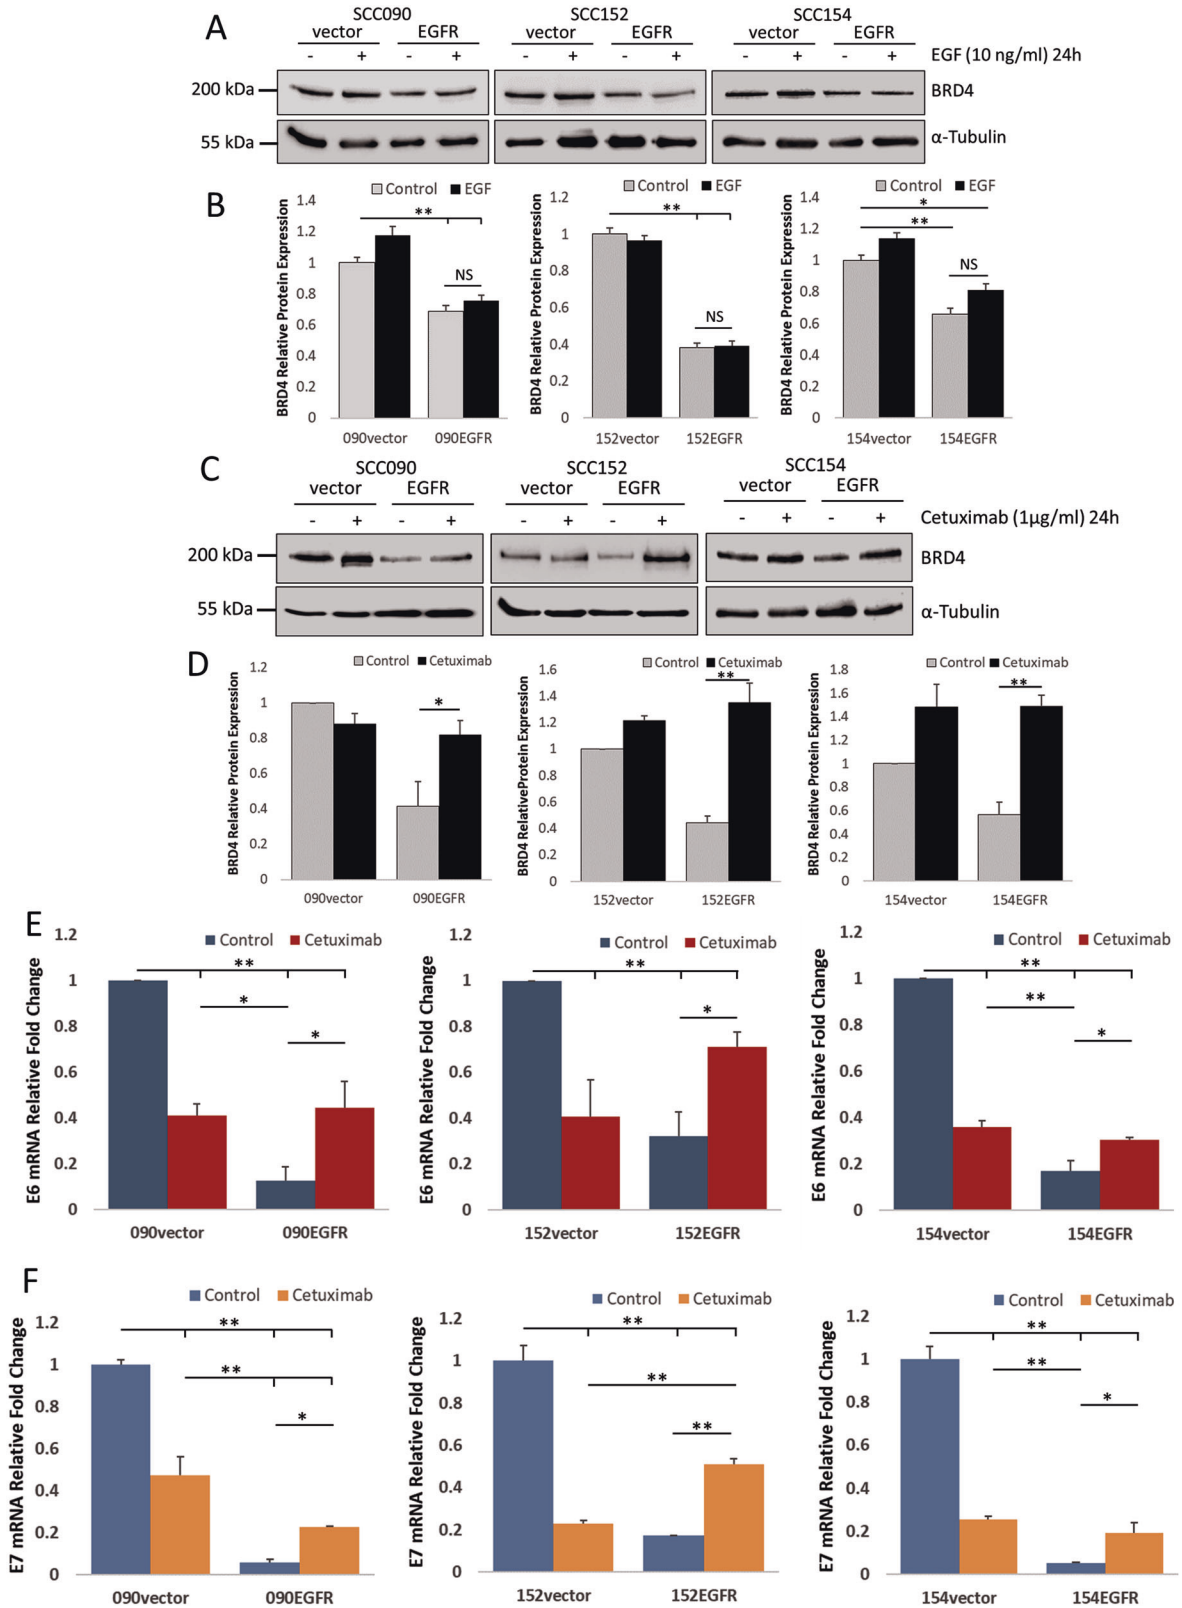 A
SCC090 SCC152 SCC154
vector EGFR vector EGFR vector EGFR
- + - + - + - + - + - + EGF (10 ng/ml) 24h
200 kDa BRD4
55 kDa α-Tubulin
B
Control EGF Control EGF Control EGF
BRD4 Relative Protein Expression
1.4
1.2
1
0.8
0.6
0.4
0.2
0
**
NS
090vector 090EGFR
BRD4 Relative Protein Expression
1.2
1
0.8
0.6
0.4
0.2
0
**
NS
152vector 152EGFR
BRD4 Relative Protein Expression
1.4
1.2
1
0.8
0.6
0.4
0.2
0
*
**
NS
154vector 154EGFR
C
SCC090 SCC152 SCC154
vector EGFR vector EGFR vector EGFR
- + - + - + - + - + - + Cetuximab (1µg/ml) 24h
200 kDa BRD4
55 kDa α-Tubulin
D
Control Cetuximab Control Cetuximab Control Cetuximab
BRD4 Relative Protein Expression
1.2
1
0.8
0.6
0.4
0.2
0
*
090vector 090EGFR
BRD4 RelativeProtein Expression
1.6
1.4
1.2
1
0.8
0.6
0.4
0.2
0
**
152vector 152EGFR
BRD4 Relative Protein Expression
1.8
1.6
1.4
1.2
1
0.8
0.6
0.4
0.2
0
**
154vector 154EGFR
E
Control Cetuximab Control Cetuximab Control Cetuximab
E6 mRNA Relative Fold Change
1.2
1
0.8
0.6
0.4
0.2
0
**
*
*
090vector 090EGFR
E6 mRNA Relative Fold Change
1.2
1
0.8
0.6
0.4
0.2
0
**
*
152vector 152EGFR
E6 mRNA Relative Fold Change
1.2
1
0.8
0.6
0.4
0.2
0
**
**
*
154vector 154EGFR
F
Control Cetuximab Control Cetuximab Control Cetuximab
E7 mRNA Relative Fold Change
1.2
1
0.8
0.6
0.4
0.2
0
**
**
*
090vector 090EGFR
E7 mRNA Relative Fold Change
1.2
1
0.8
0.6
0.4
0.2
0
**
**
**
152vector 152EGFR
E7 mRNA Relative Fold Change
1.2
1
0.8
0.6
0.4
0.2
0
**
**
*
154vector 154EGFR